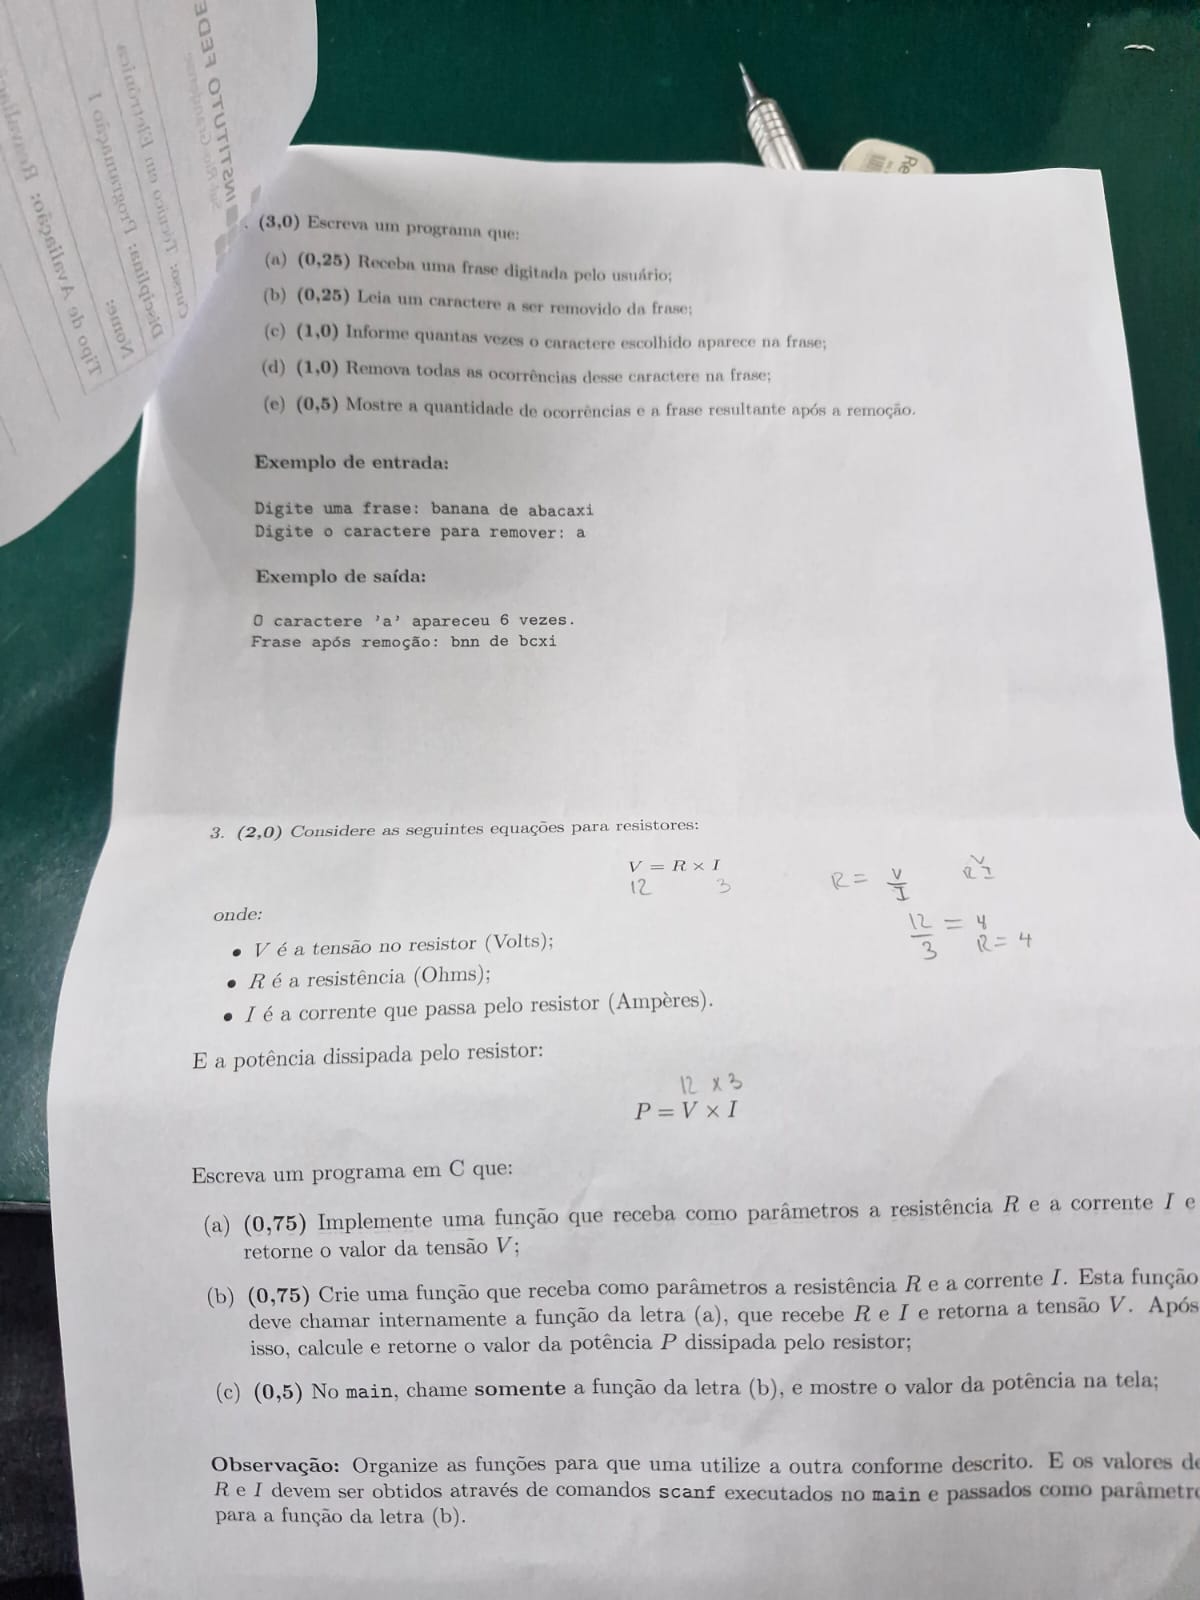 INSTITUTO FEDE
Curso: Técnico em Eletrônica
Disciplina: Programação I
Nome:
Tipo de Avaliação: Reavaliaç
(3,0) Escreva um programa que:
(a) (0,25) Receba uma frase digitada pelo usuário;
(b) (0,25) Leia um caractere a ser removido da frase;
(c) (1,0) Informe quantas vezes o caractere escolhido aparece na frase;
(d) (1,0) Remova todas as ocorrências desse caractere na frase;
(e) (0,5) Mostre a quantidade de ocorrências e a frase resultante após a remoção.
Exemplo de entrada:
Digite uma frase: banana de abacaxi
Digite o caractere para remover: a
Exemplo de saída:
O caractere 'a' apareceu 6 vezes.
Frase após remoção: bnn de bcxi
3. (2,0) Considere as seguintes equações para resistores:
V = R × I
12 3
R = V/I
V
R I
12/3 = 4
R = 4
onde:
• V é a tensão no resistor (Volts);
• R é a resistência (Ohms);
• I é a corrente que passa pelo resistor (Ampères).
E a potência dissipada pelo resistor:
12 x 3
P = V × I
Escreva um programa em C que:
(a) (0,75) Implemente uma função que receba como parâmetros a resistência R e a corrente I e
retorne o valor da tensão V;
(b) (0,75) Crie uma função que receba como parâmetros a resistência R e a corrente I. Esta função
deve chamar internamente a função da letra (a), que recebe R e I e retorna a tensão V. Após
isso, calcule e retorne o valor da potência P dissipada pelo resistor;
(c) (0,5) No main, chame somente a função da letra (b), e mostre o valor da potência na tela;
Observação: Organize as funções para que uma utilize a outra conforme descrito. E os valores de
R e I devem ser obtidos através de comandos scanf executados no main e passados como parâmetro
para a função da letra (b).